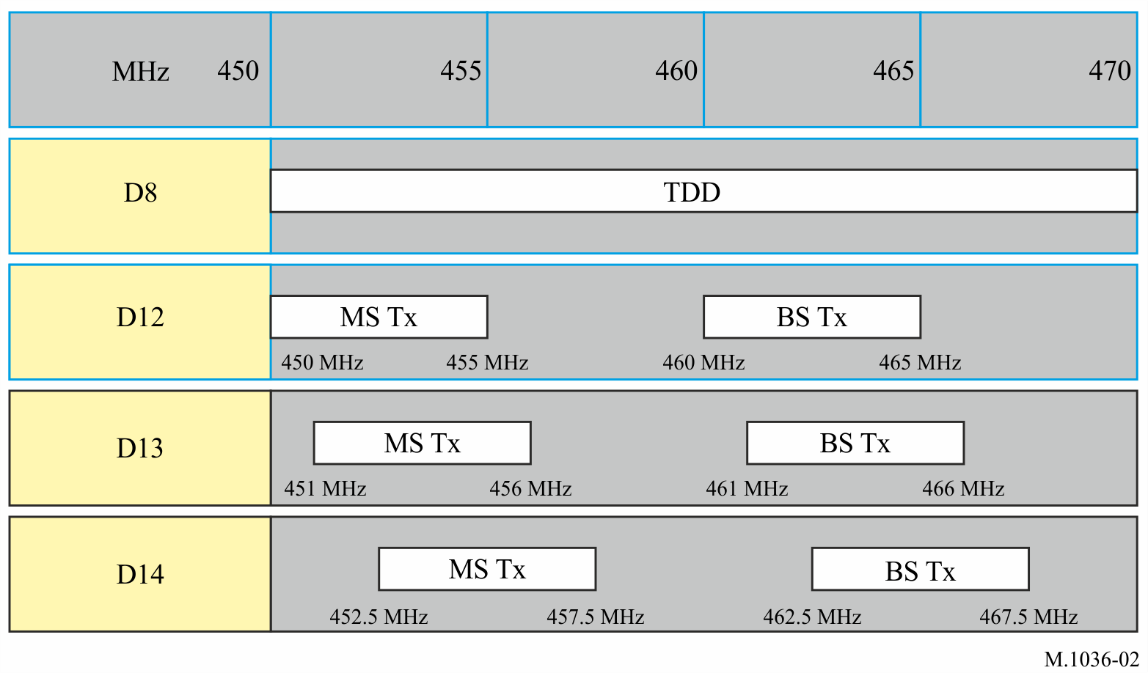 MHz 450 455 460 465 470
D8 TDD
D12 MS Tx BS Tx
450 MHz 455 MHz 460 MHz 465 MHz
D13 MS Tx BS Tx
451 MHz 456 MHz 461 MHz 466 MHz
D14 MS Tx BS Tx
452.5 MHz 457.5 MHz 462.5 MHz 467.5 MHz
M.1036-02